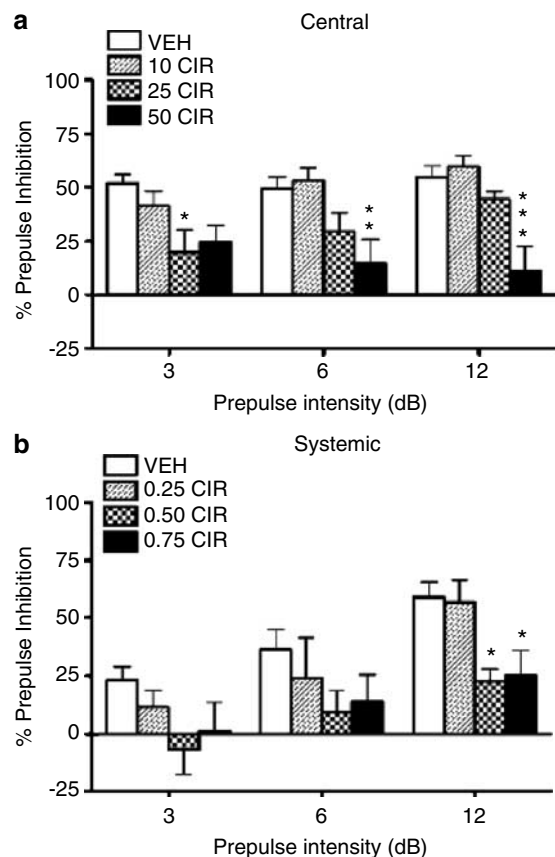 a
Central
VEH
10 CIR
25 CIR
50 CIR
% Prepulse Inhibition
100
75
50
25
0
-25
*
* *
* * *
3 6 12
Prepulse intensity (dB)
b
Systemic
VEH
0.25 CIR
0.50 CIR
0.75 CIR
% Prepulse Inhibition
100
75
50
25
0
-25
* *
3 6 12
Prepulse intensity (dB)